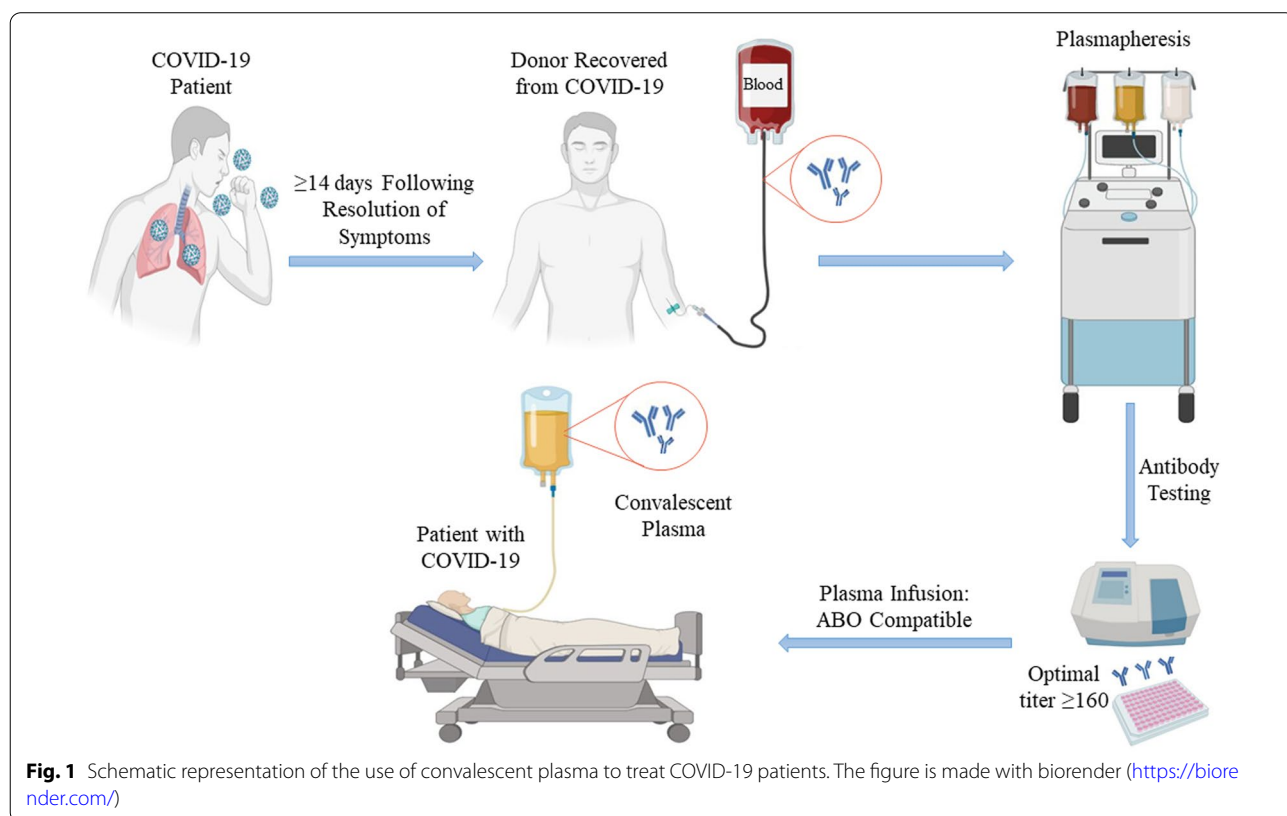 COVID-19
Patient
≥14 days Following
Resolution of
Symptoms
Donor Recovered
from COVID-19
Blood
Plasmapheresis
Antibody
Testing
Optimal
titer ≥160
Plasma Infusion:
ABO Compatible
Convalescent
Plasma
Patient with
COVID-19
Fig. 1 Schematic representation of the use of convalescent plasma to treat COVID-19 patients. The figure is made with biorender (https://biore
nder.com/)